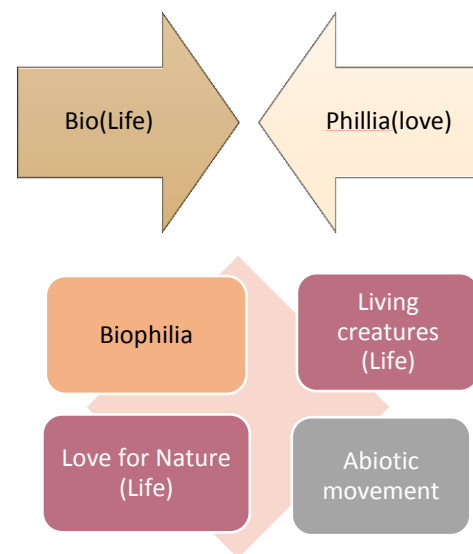 Bio(Life)
Phillia(love)
Biophilia
Living
creatures
(Life)
Love for Nature
(Life)
Abiotic
movement